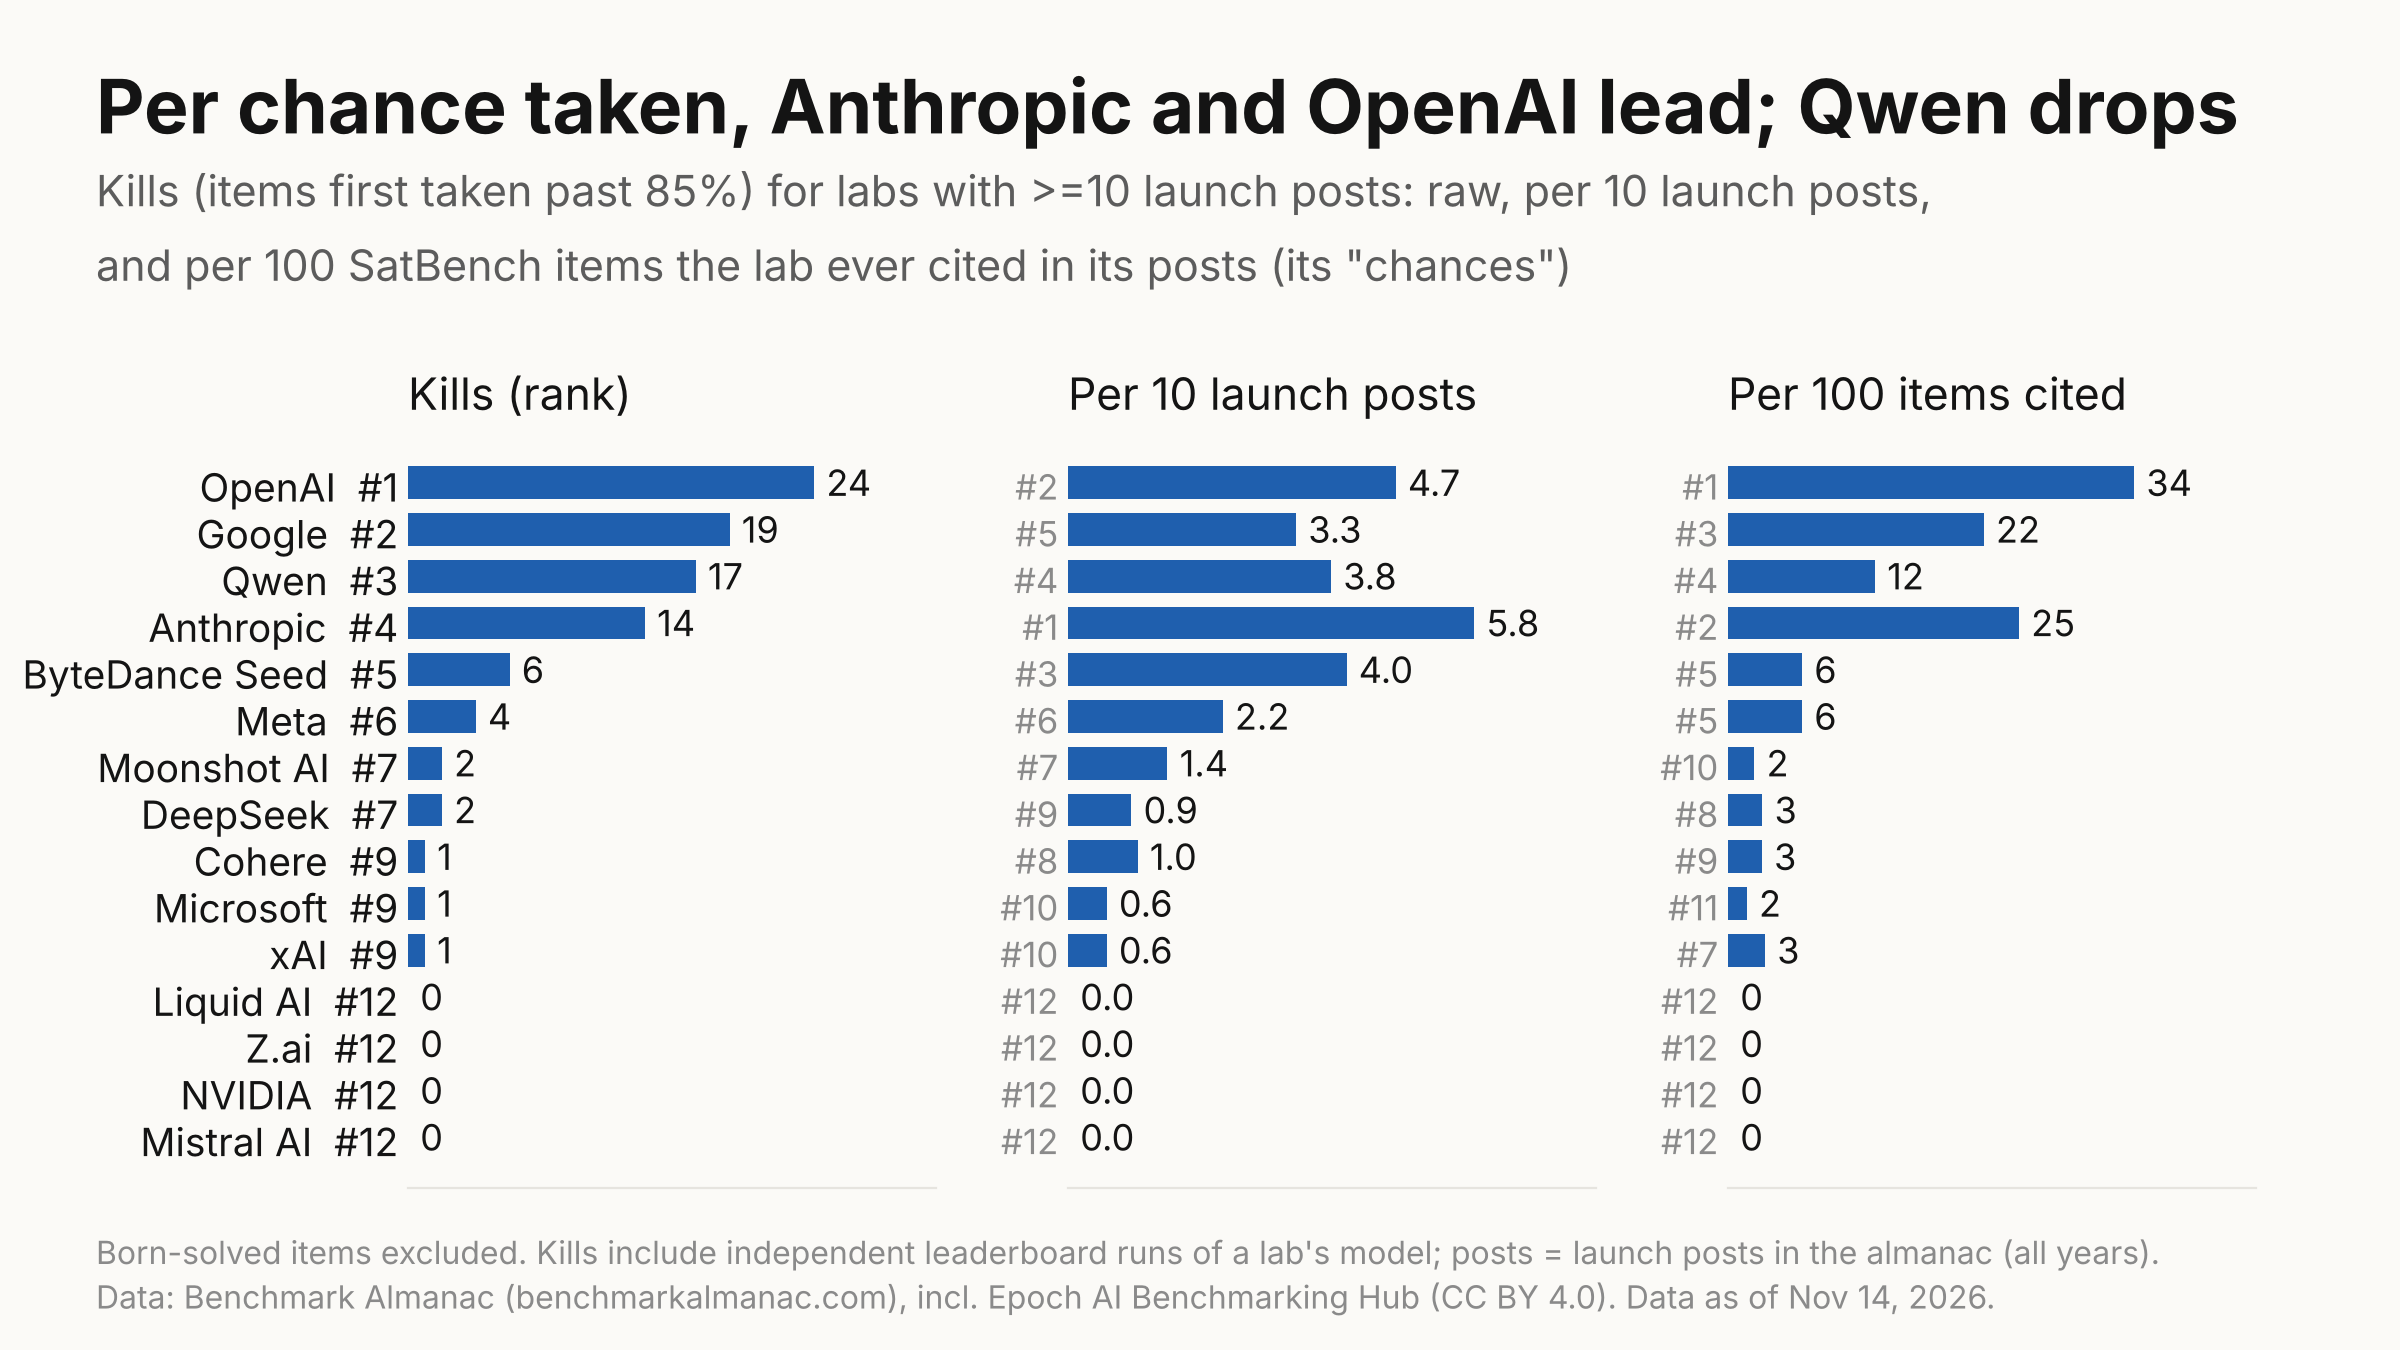 Per chance taken, Anthropic and OpenAI lead; Qwen drops
Kills (items first taken past 85%) for labs with >=10 launch posts: raw, per 10 launch posts,
and per 100 SatBench items the lab ever cited in its posts (its "chances")
Kills (rank) Per 10 launch posts Per 100 items cited
OpenAI #1 24 #2 4.7 #1 34
Google #2 19 #5 3.3 #3 22
Qwen #3 17 #4 3.8 #4 12
Anthropic #4 14 #1 5.8 #2 25
ByteDance Seed #5 6 #3 4.0 #5 6
Meta #6 4 #6 2.2 #5 6
Moonshot AI #7 2 #7 1.4 #10 2
DeepSeek #7 2 #9 0.9 #8 3
Cohere #9 1 #8 1.0 #9 3
Microsoft #9 1 #10 0.6 #11 2
xAI #9 1 #10 0.6 #7 3
Liquid AI #12 0 #12 0.0 #12 0
Z.ai #12 0 #12 0.0 #12 0
NVIDIA #12 0 #12 0.0 #12 0
Mistral AI #12 0 #12 0.0 #12 0
Born-solved items excluded. Kills include independent leaderboard runs of a lab's model; posts = launch posts in the almanac (all years).
Data: Benchmark Almanac (benchmarkalmanac.com), incl. Epoch AI Benchmarking Hub (CC BY 4.0). Data as of Nov 14, 2026.